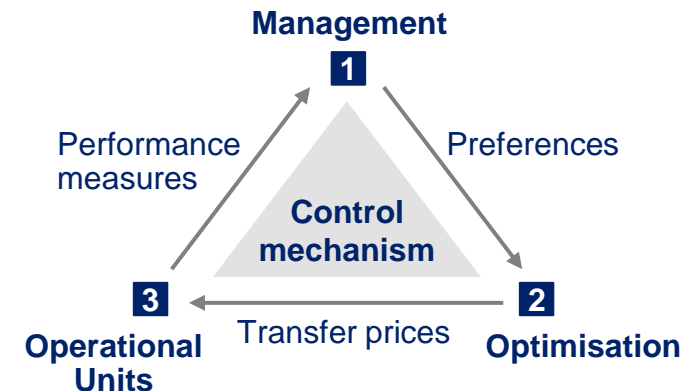 Management
1
Performance
measures
Preferences
Control
mechanism
3
2
Transfer prices
Operational
Units
Optimisation